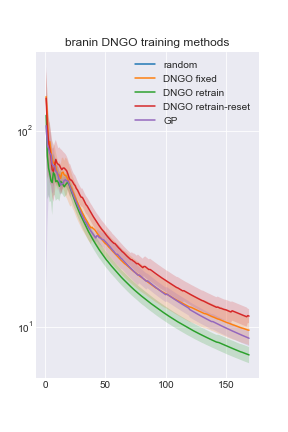 branin DNGO training methods
random
DNGO fixed
DNGO retrain
DNGO retrain-reset
GP
10²
10¹
0 50 100 150